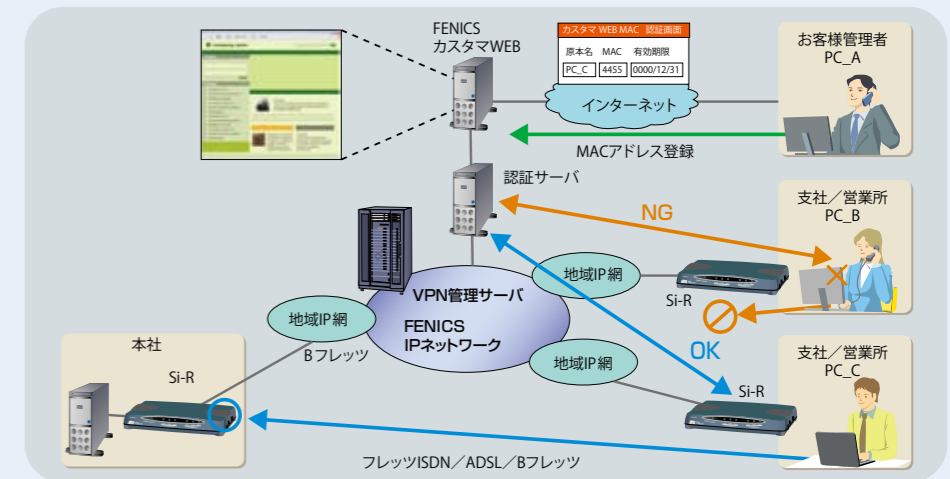 FENICS
カスタマWEB
カスタマ WEB MAC 認証画面
原本名 MAC 有効期限
PC_C 4455 0000/12/31
インターネット
お客様管理者
PC_A
MACアドレス登録
認証サーバ
NG
支社／営業所
PC_B
地域IP網
Si-R
VPN管理サーバ
FENICS
IPネットワーク
地域IP網
Bフレッツ
OK
地域IP網
Si-R
支社／営業所
PC_C
本社
Si-R
フレッツISDN／ADSL／Bフレッツ